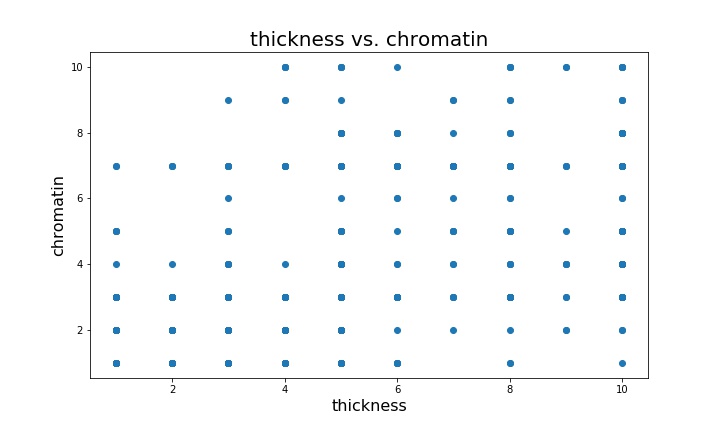 thickness vs. chromatin
10
8
6
4
2
chromatin
2 4 6 8 10
thickness